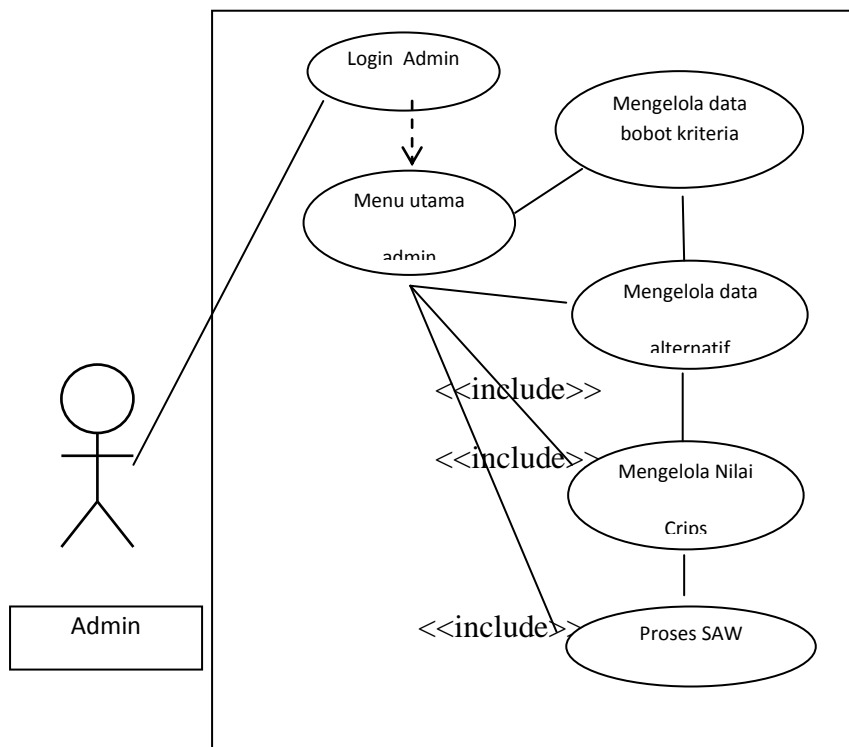 Login Admin
Mengelola data
bobot kriteria
Menu utama
admin
Mengelola data
alternatif
<<include>>
<<include>>
Mengelola Nilai
Crips
<<include>>
Proses SAW
Admin